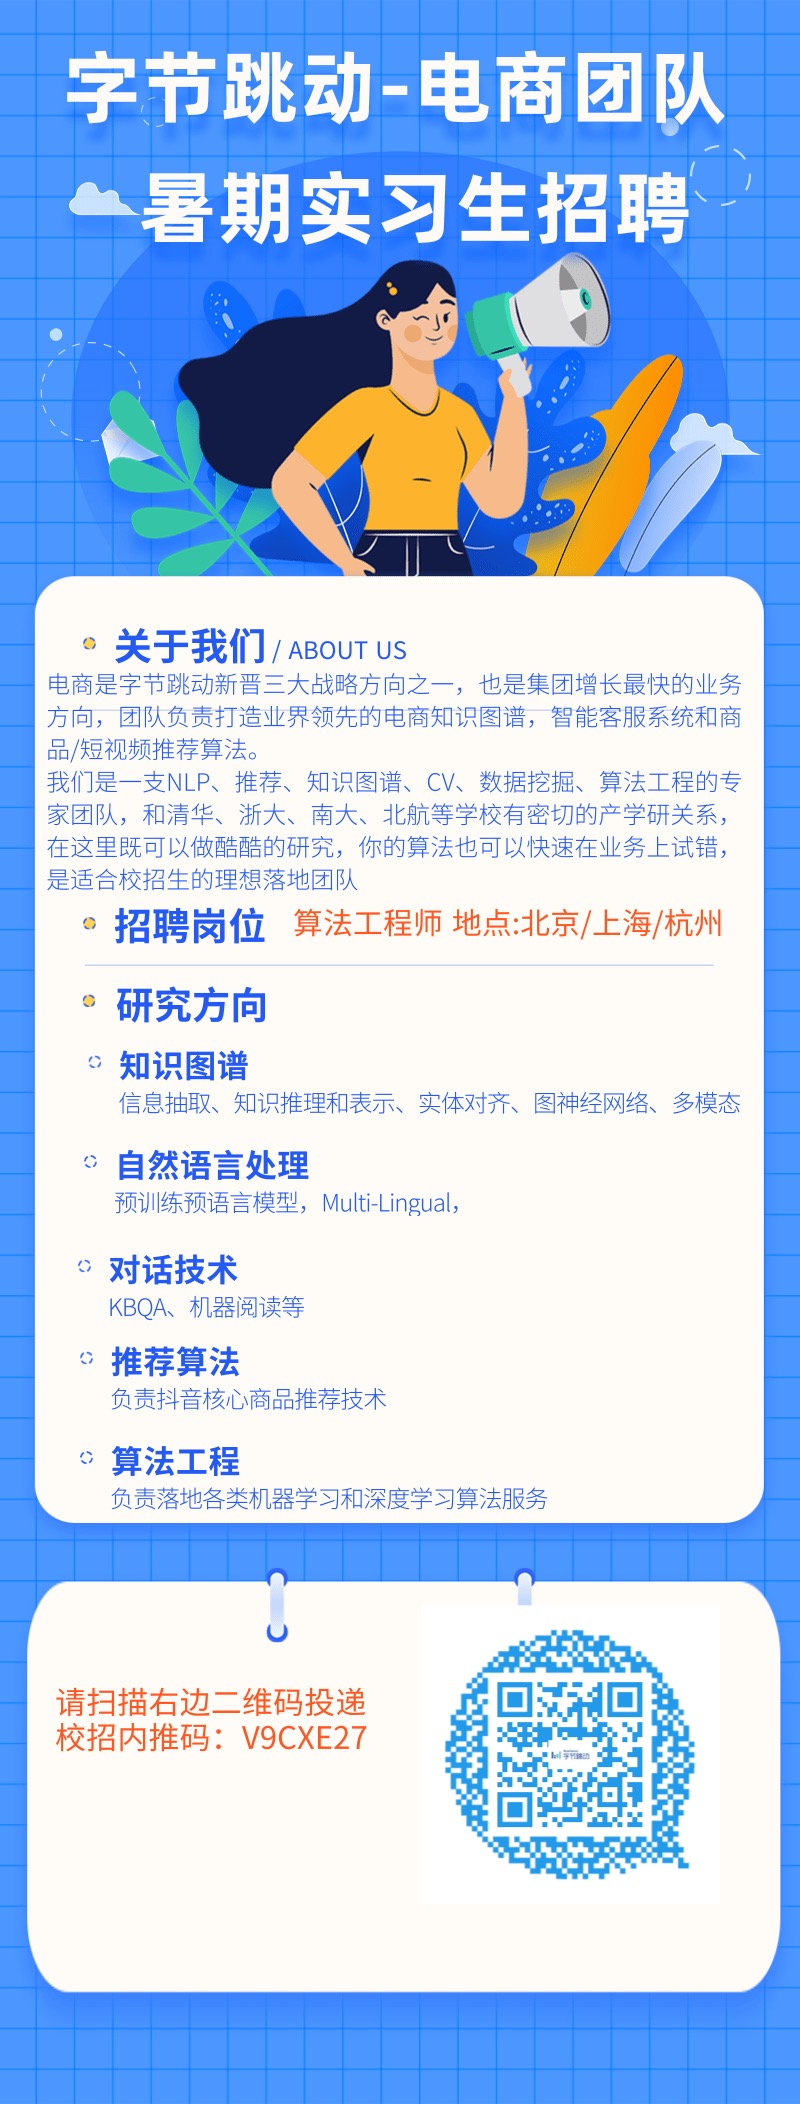 字节跳动-电商团队
暑期实习生招聘
关于我们 / ABOUT US
电商是字节跳动新晋三大战略方向之一，也是集团增长最快的业务
方向，团队负责打造业界领先的电商知识图谱，智能客服系统和商
品/短视频推荐算法。
我们是一支NLP、推荐、知识图谱、CV、数据挖掘、算法工程的专
家团队，和清华、浙大、南大、北航等学校有密切的产学研关系，
在这里既可以做酷酷的研究，你的算法也可以快速在业务上试错，
是适合校招生的理想落地团队
招聘岗位 算法工程师 地点:北京/上海/杭州
研究方向
知识图谱
信息抽取、知识推理和表示、实体对齐、图神经网络、多模态
自然语言处理
预训练预语言模型，Multi-Lingual，
对话技术
KBQA、机器阅读等
推荐算法
负责抖音核心商品推荐技术
算法工程
负责落地各类机器学习和深度学习算法服务
请扫描右边二维码投递
校招内推码：V9CXE27
字节跳动